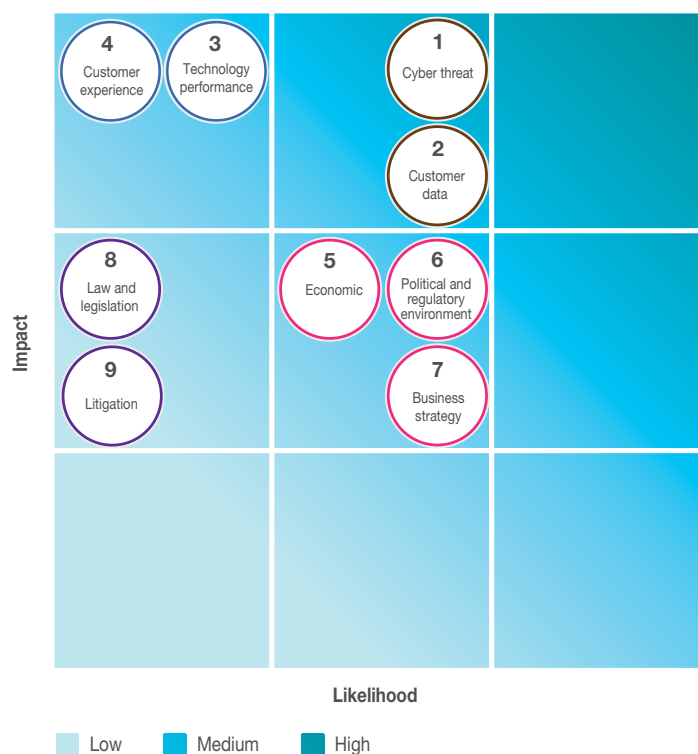 4
Customer
experience
3
Technology
performance
1
Cyber threat
2
Customer
data
8
Law and
legislation
5
Economic
6
Political and
regulatory
environment
9
Litigation
7
Business
strategy
Impact
Likelihood
Low
Medium
High